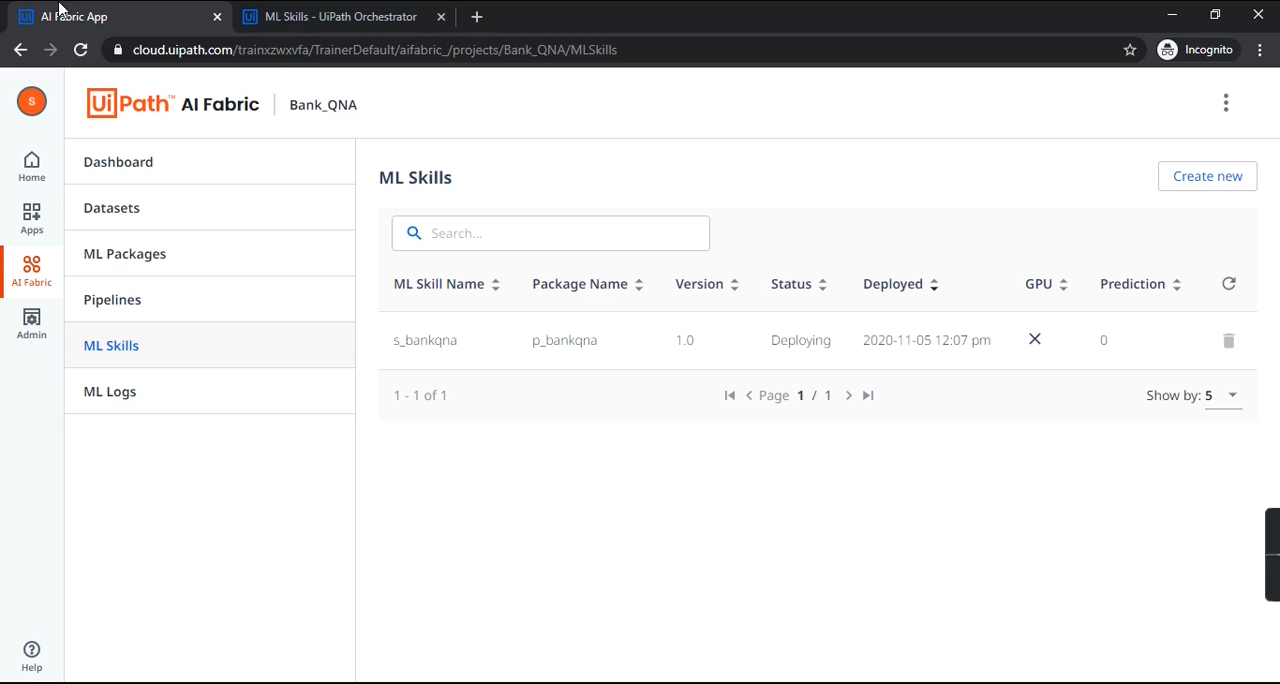 AI Fabric App
ML Skills - UiPath Orchestrator
cloud.uipath.com/trainxzwxvfa/TrainerDefault/aifabric_/projects/Bank_QNA/MLSkills
Incognito
S
UiPath™ AI Fabric
Bank_QNA
Home
Apps
AI Fabric
Admin
Help
Dashboard
Datasets
ML Packages
Pipelines
ML Skills
ML Logs
ML Skills
Create new
Search...
ML Skill Name Package Name Version Status Deployed GPU Prediction
s_bankqna p_bankqna 1.0 Deploying 2020-11-05 12:07 pm 0
1 - 1 of 1 Page 1 / 1 Show by: 5